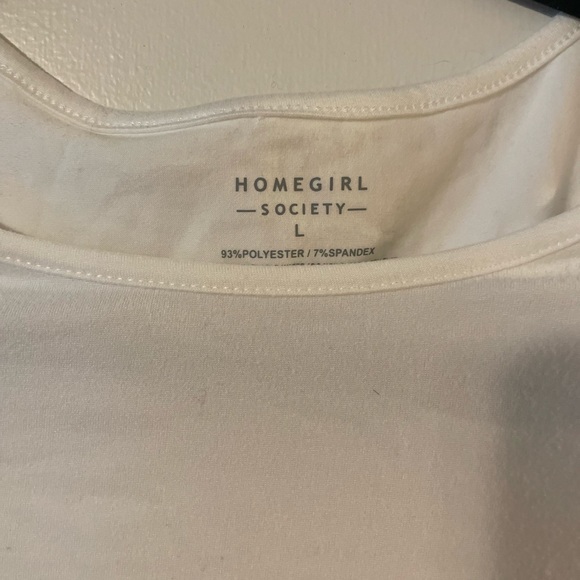 HOMEGIRL
—SOCIETY—
L
93%POLYESTER / 7%SPANDEX